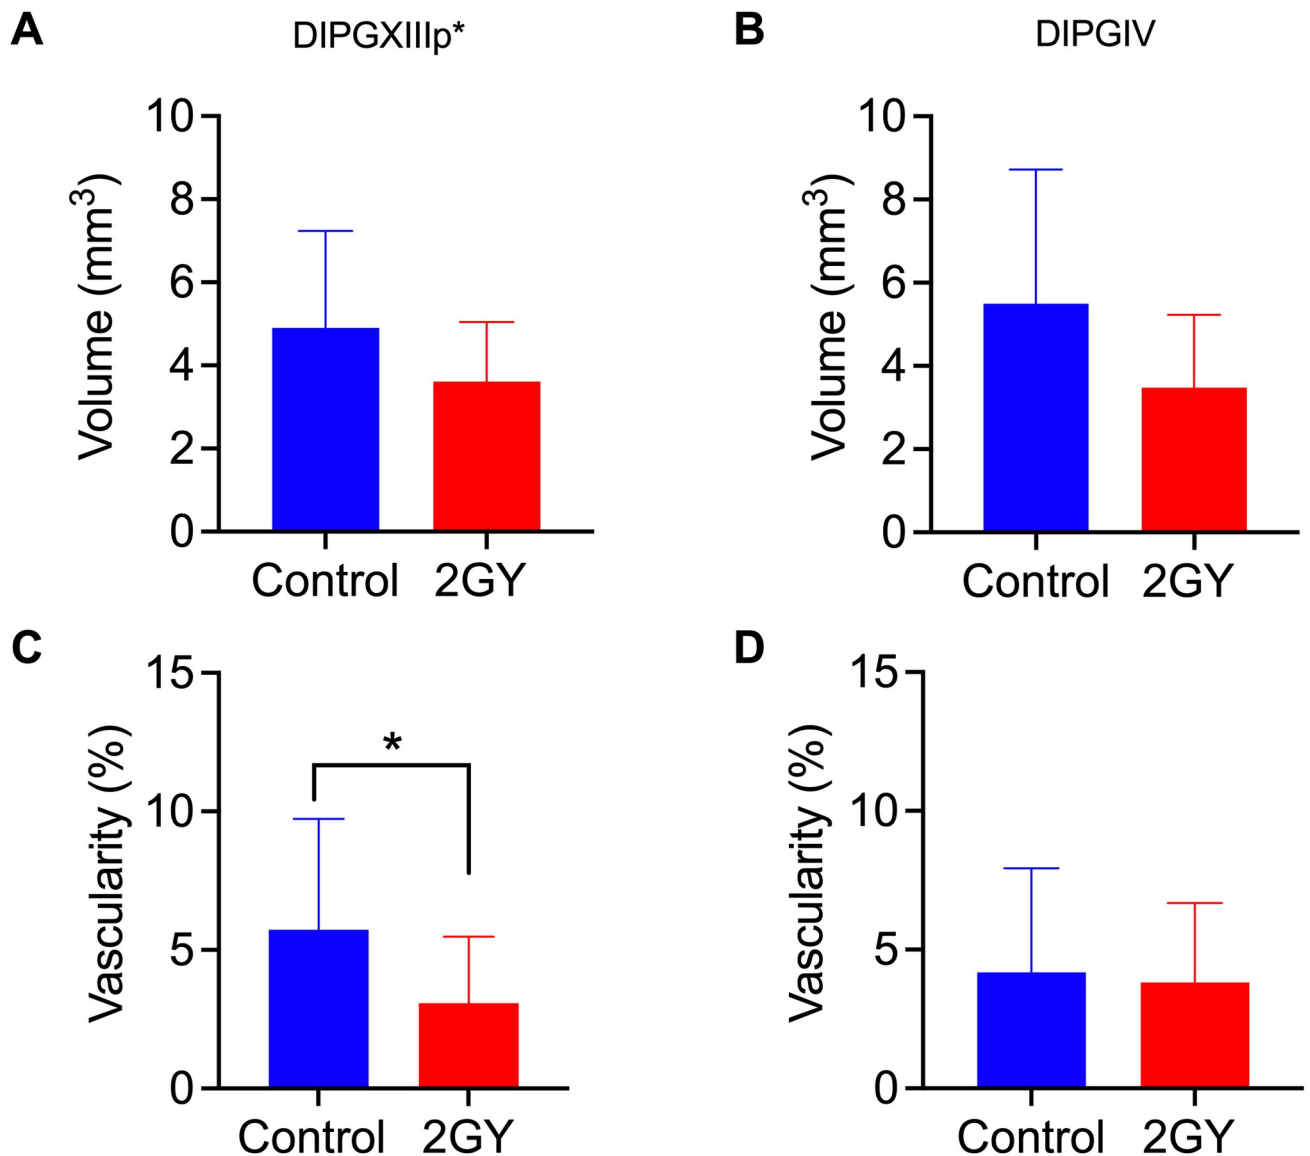 A
DIPGXIIIp*
Volume (mm³)
10
8
6
4
2
0
Control 2GY
B
DIPGIV
Volume (mm³)
10
8
6
4
2
0
Control 2GY
C
Vascularity (%)
15
10
5
0
*
Control 2GY
D
Vascularity (%)
15
10
5
0
Control 2GY